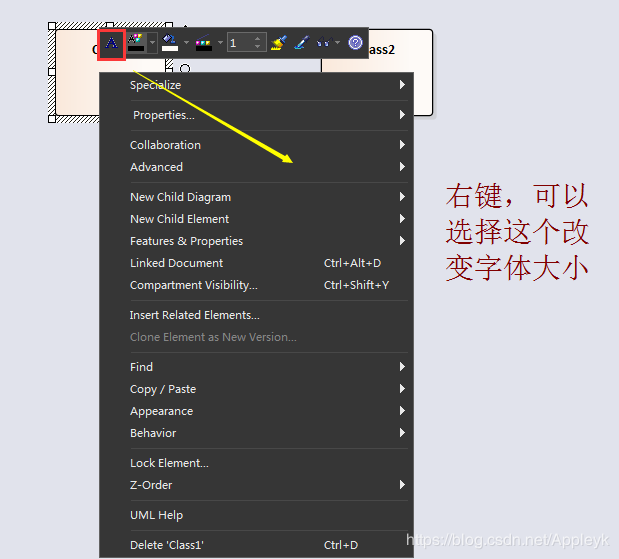 A
1
lass2
Specialize
Properties...
Collaboration
Advanced
New Child Diagram
New Child Element
Features & Properties
Linked Document Ctrl+Alt+D
Compartment Visibility... Ctrl+Shift+Y
Insert Related Elements...
Clone Element as New Version...
Find
Copy / Paste
Appearance
Behavior
Lock Element...
Z-Order
UML Help
Delete 'Class1' Ctrl+D
右键，可以
选择这个改
变字体大小
https://blog.csdn.net/Appleyk